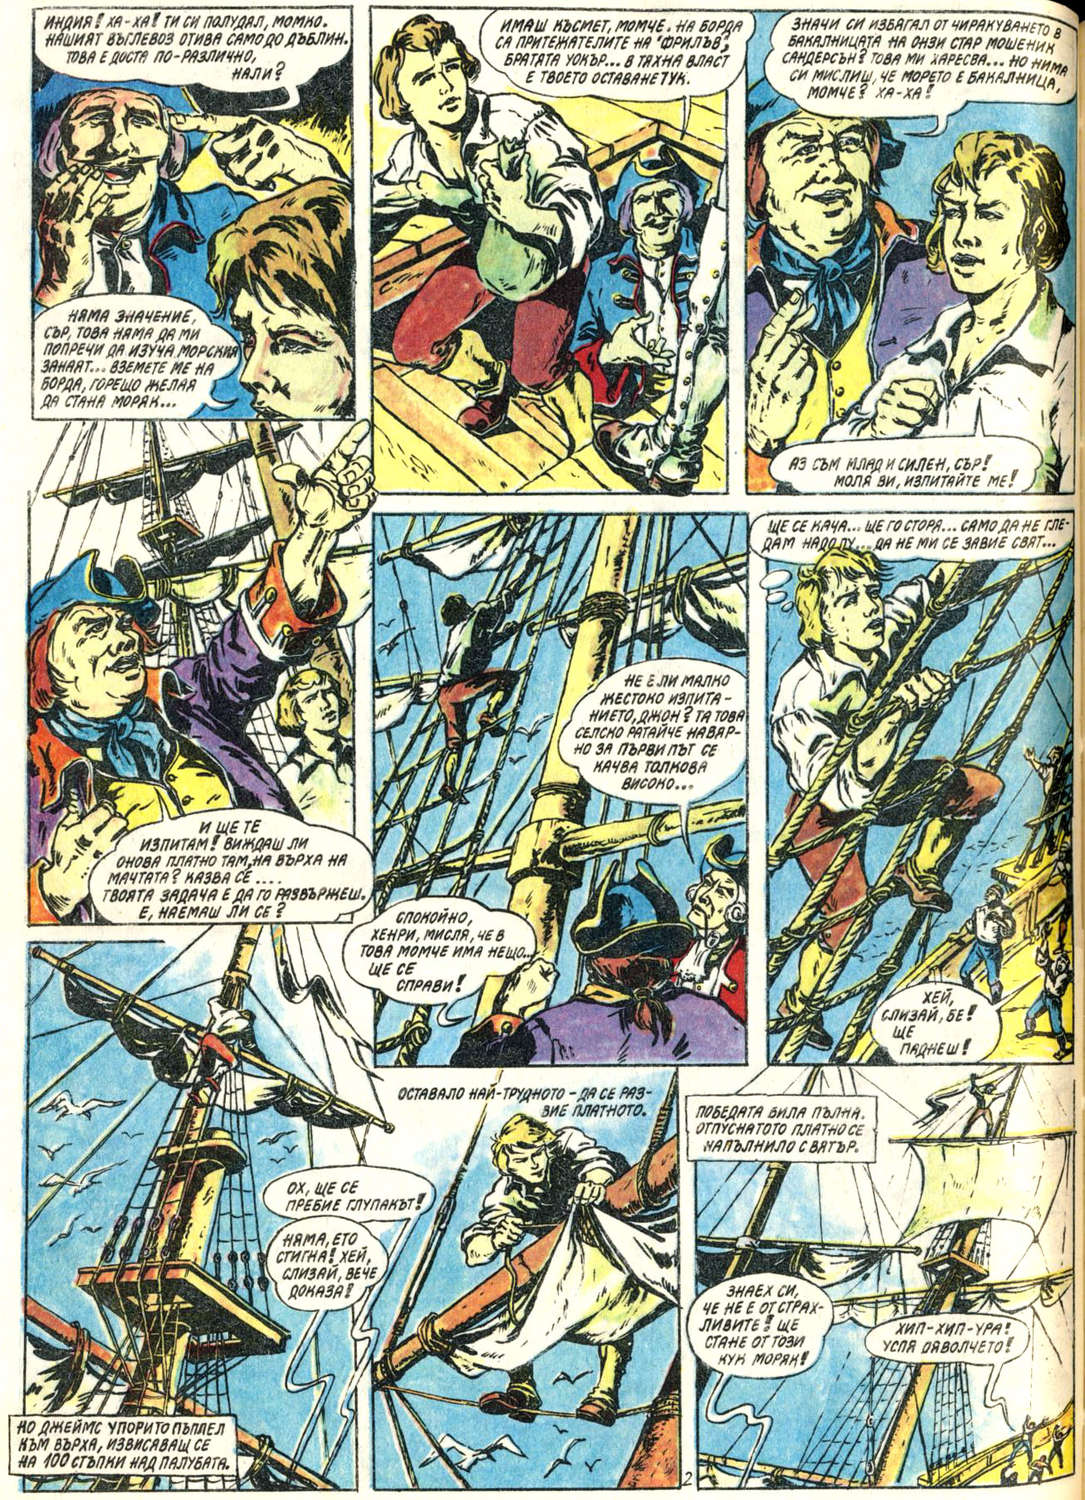 ИНДИЯ! ХА-ХА! ТИ СИ ПОЛУДЯЛ, МОМКО.
НАШИЯТ ВЪГЛЕВОЗ ОТИВА САМО ДО ДЪБЛИН.
ТОВА Е ДОСТА ПО-РАЗЛИЧНО,
НАЛИ?
НЯМА ЗНАЧЕНИЕ,
СЪР, ТОВА НЯМА ДА МИ
ПОПРЕЧИ ДА ИЗУЧА МОРСКИЯ
ЗАНАЯТ... ВЗЕМЕТЕ МЕ НА
БОРДА, ГОРЕЩО ЖЕЛАЯ
ДА СТАНА МОРЯК...
ИМАШ КЪСМЕТ, МОМЧЕ. НА БОРДА
СА ПРИТЕЖАТЕЛИТЕ НА "ФРИЛЪВ",
БРАТЯТА УОКЪР... В ТЯХНА ВЛАСТ
Е ТВОЕТО ОСТАВАНЕ ТУК.
ЗНАЧИ СИ ИЗБЯГАЛ ОТ ЧИРАКУВАНЕТО В
БАКАЛНИЦАТА НА ОНЗИ СТАР МОШЕНИК
САНДЕРСЪН? ТОВА МИ ХАРЕСВА... НО НИМА
СИ МИСЛИШ, ЧЕ МОРЕТО Е БАКАЛНИЦА,
МОМЧЕ? ХА-ХА!
АЗ СЪМ МЛАД И СИЛЕН, СЪР!
МОЛЯ ВИ, ИЗПИТАЙТЕ МЕ!
И ЩЕ ТЕ
ИЗПИТАМ! ВИЖДАШ ЛИ
ОНОВА ПЛАТНО ТАМ, НА ВЪРХА НА
МАЧТАТА? КАЗВА СЕ ....
ТВОЯТА ЗАДАЧА Е ДА ГО РАЗВЪРЖЕШ.
Е, НАЕМАШ ЛИ СЕ?
НЕ Е ЛИ МАЛКО
ЖЕСТОКО ИЗПИТА-
НИЕТО, ДЖОН? ТА ТОВА
СЕЛСКО РАТАЙЧЕ НАВЯР-
НО ЗА ПЪРВИ ПЪТ СЕ
КАЧВА ТОЛКОВА
ВИСОКО...
СПОКОЙНО,
ХЕНРИ, МИСЛЯ, ЧЕ В
ТОВА МОМЧЕ ИМА НЕЩО...
ЩЕ СЕ
СПРАВИ!
ЩЕ СЕ КАЧА... ЩЕ ГО СТОРЯ... САМО ДА НЕ ГЛЕ-
ДАМ НАДОЛУ... ДА НЕ МИ СЕ ЗАВИЕ СВЯТ...
ХЕЙ,
СЛИЗАЙ, БЕ!
ЩЕ
ПАДНЕШ!
ОХ, ЩЕ СЕ
ПРЕБИЕ ГЛУПАКЪТ!
НЯМА, ЕТО
СТИГНА! ХЕЙ,
СЛИЗАЙ, ВЕЧЕ
ДОКАЗА!
НО ДЖЕЙМС УПОРИТО ПЪПЛЕЛ
КЪМ ВЪРХА, ИЗВИСЯВАЩ СЕ
НА 100 СТЪПКИ НАД ПАЛУБАТА.
ОСТАВАЛО НАЙ-ТРУДНОТО - ДА СЕ РАЗ-
ВИЕ ПЛАТНОТО.
ПОБЕДАТА БИЛА ПЪЛНА.
ОТПУСНАТОТО ПЛАТНО СЕ
НАПЪЛНИЛО С ВЯТЪР.
ЗНАЕХ СИ,
ЧЕ НЕ Е ОТ СТРАХ-
ЛИВИТЕ! ЩЕ
СТАНЕ ОТ ТОЗИ
КУК МОРЯК!
ХИП-ХИП-УРА!
УСПЯ ДЯВОЛЧЕТО!
2